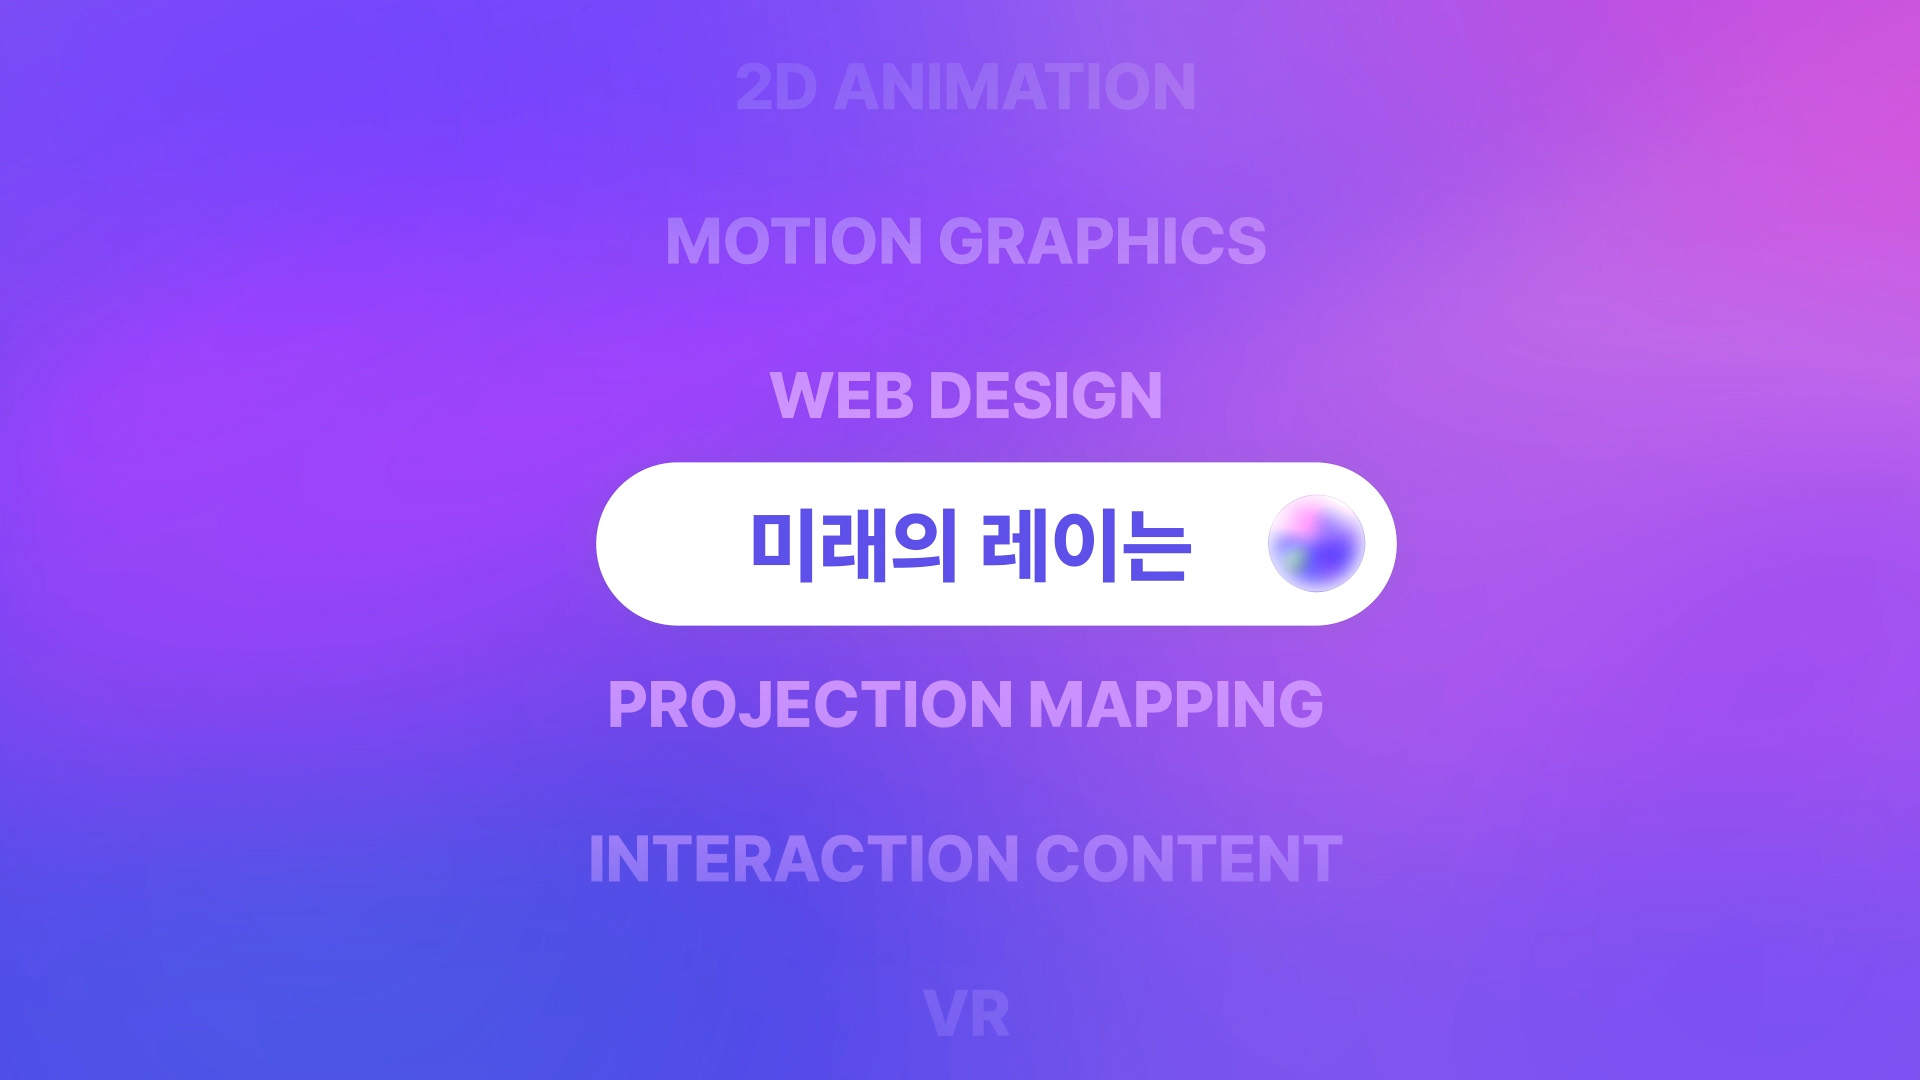 2D ANIMATION
MOTION GRAPHICS
WEB DESIGN
미래의 레이는
PROJECTION MAPPING
INTERACTION CONTENT
VR